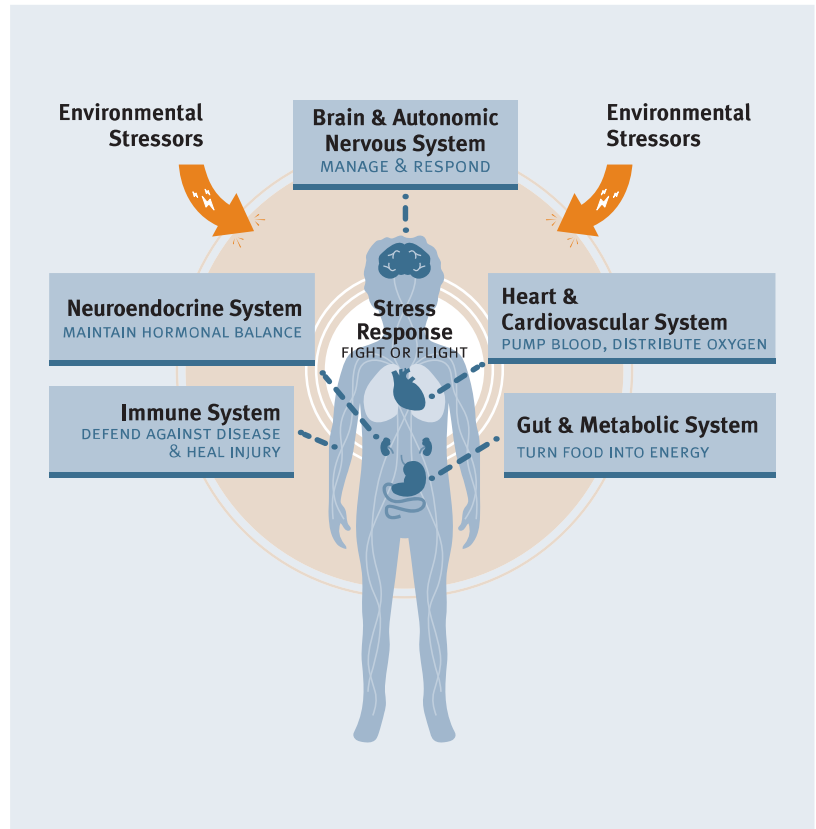 Environmental
Stressors
Brain & Autonomic
Nervous System
MANAGE & RESPOND
Environmental
Stressors
Neuroendocrine System
MAINTAIN HORMONAL BALANCE
Stress
Response
FIGHT OR FLIGHT
Heart &
Cardiovascular System
PUMP BLOOD, DISTRIBUTE OXYGEN
Immune System
DEFEND AGAINST DISEASE
& HEAL INJURY
Gut & Metabolic System
TURN FOOD INTO ENERGY